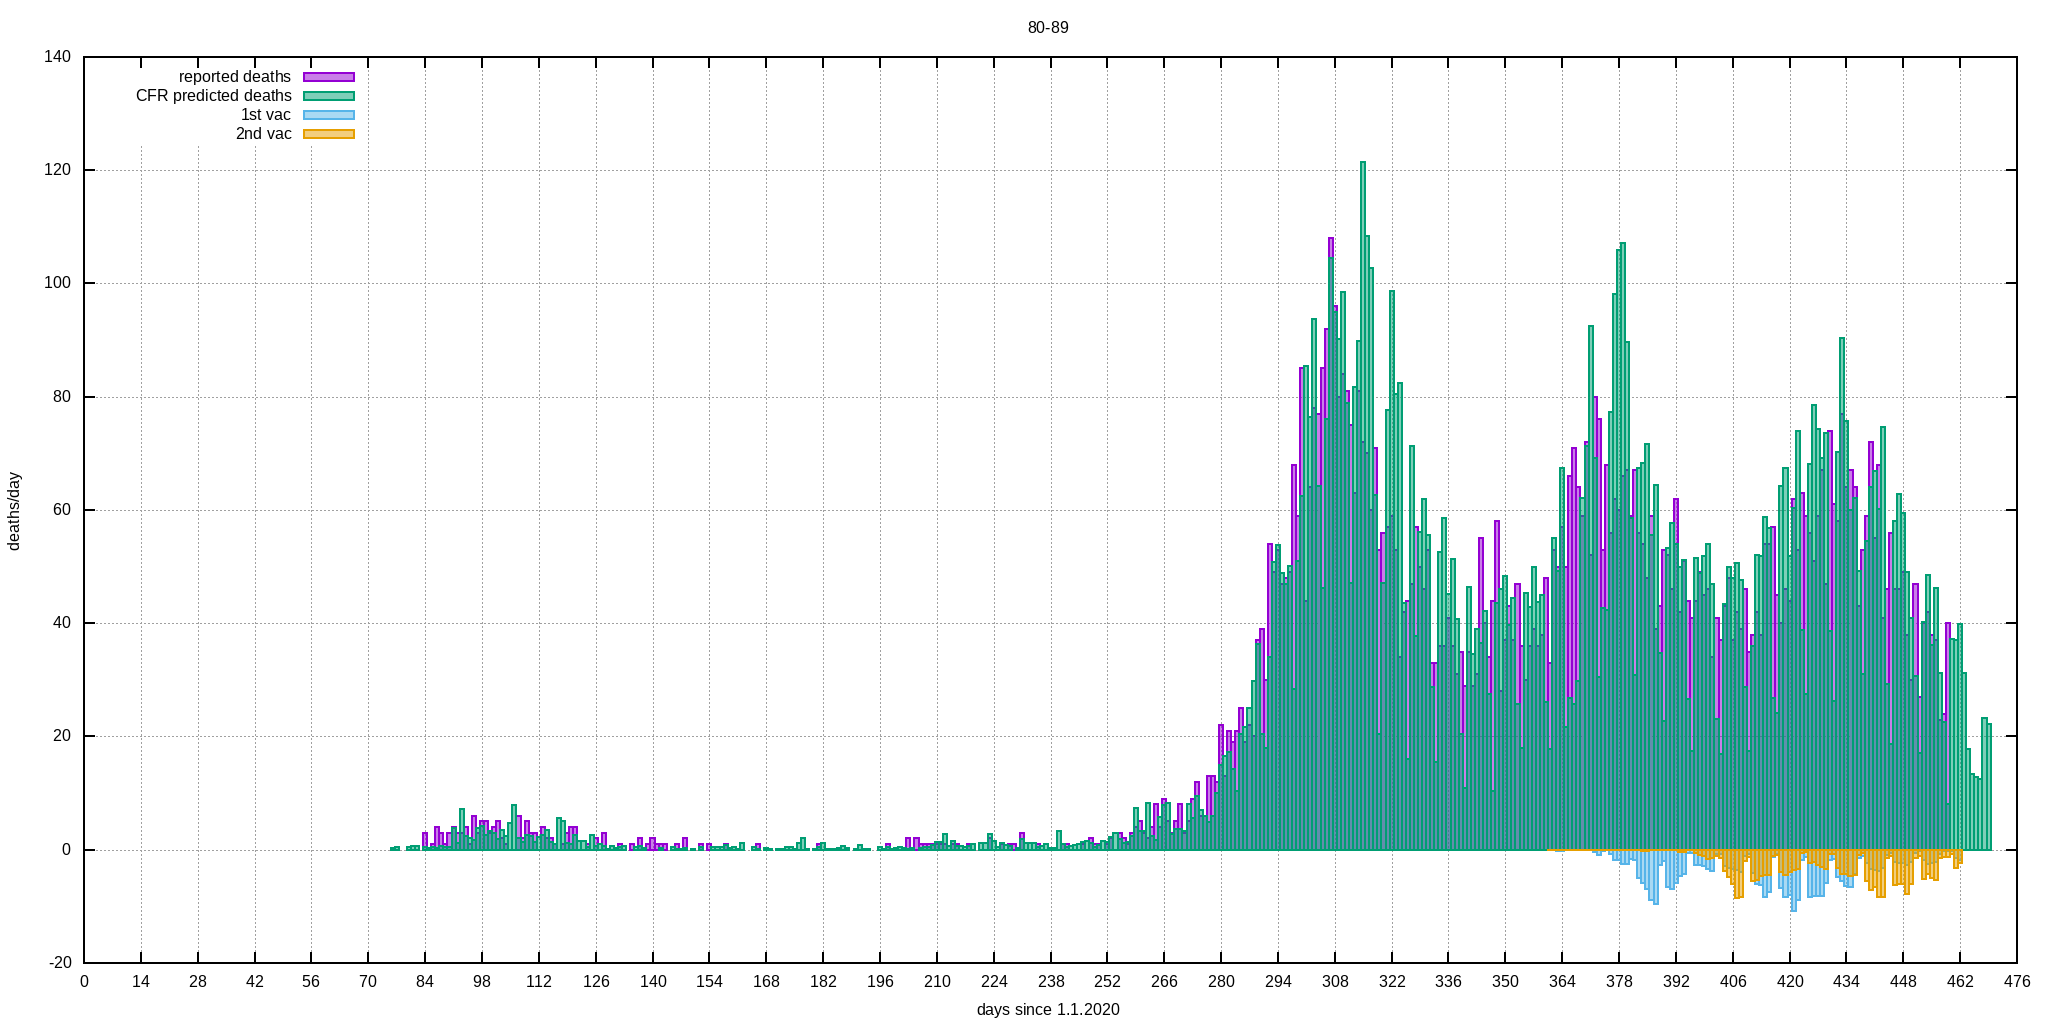 80-89
140
reported deaths
CFR predicted deaths
1st vac
2nd vac
120
100
80
60
40
20
0
-20
deaths/day
0 14 28 42 56 70 84 98 112 126 140 154 168 182 196 210 224 238 252 266 280 294 308 322 336 350 364 378 392 406 420 434 448 462 476
days since 1.1.2020